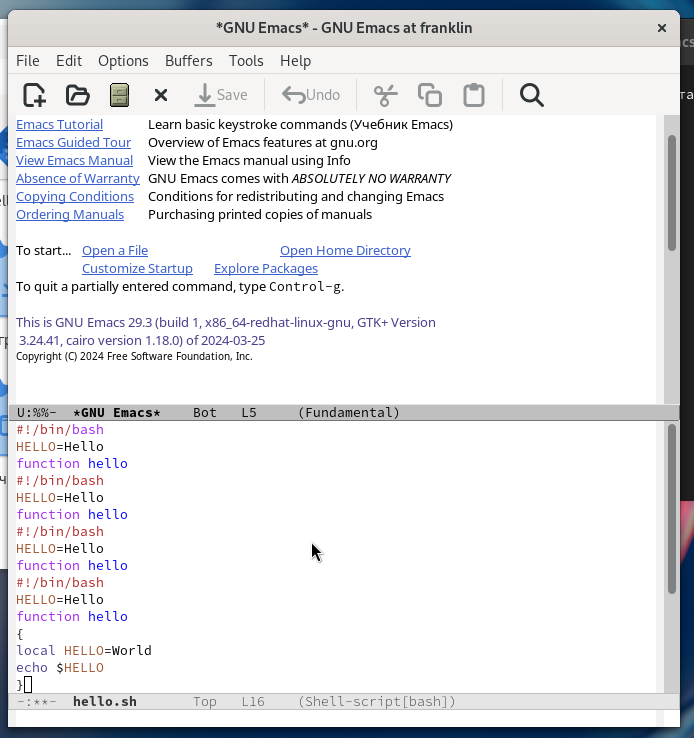 *GNU Emacs* - GNU Emacs at franklin
File Edit Options Buffers Tools Help
Save Undo
Emacs Tutorial Learn basic keystroke commands (Учебник Emacs)
Emacs Guided Tour Overview of Emacs features at gnu.org
View Emacs Manual View the Emacs manual using Info
Absence of Warranty GNU Emacs comes with ABSOLUTELY NO WARRANTY
Copying Conditions Conditions for redistributing and changing Emacs
Ordering Manuals Purchasing printed copies of manuals
To start... Open a File Open Home Directory
Customize Startup Explore Packages
To quit a partially entered command, type Control-g.
This is GNU Emacs 29.3 (build 1, x86_64-redhat-linux-gnu, GTK+ Version
3.24.41, cairo version 1.18.0) of 2024-03-25
Copyright (C) 2024 Free Software Foundation, Inc.
U:%%- *GNU Emacs* Bot L5 (Fundamental)
#!/bin/bash
HELLO=Hello
function hello
#!/bin/bash
HELLO=Hello
function hello
#!/bin/bash
HELLO=Hello
function hello
#!/bin/bash
HELLO=Hello
function hello
{
local HELLO=World
echo $HELLO
}
-:**- hello.sh Top L16 (Shell-script[bash])